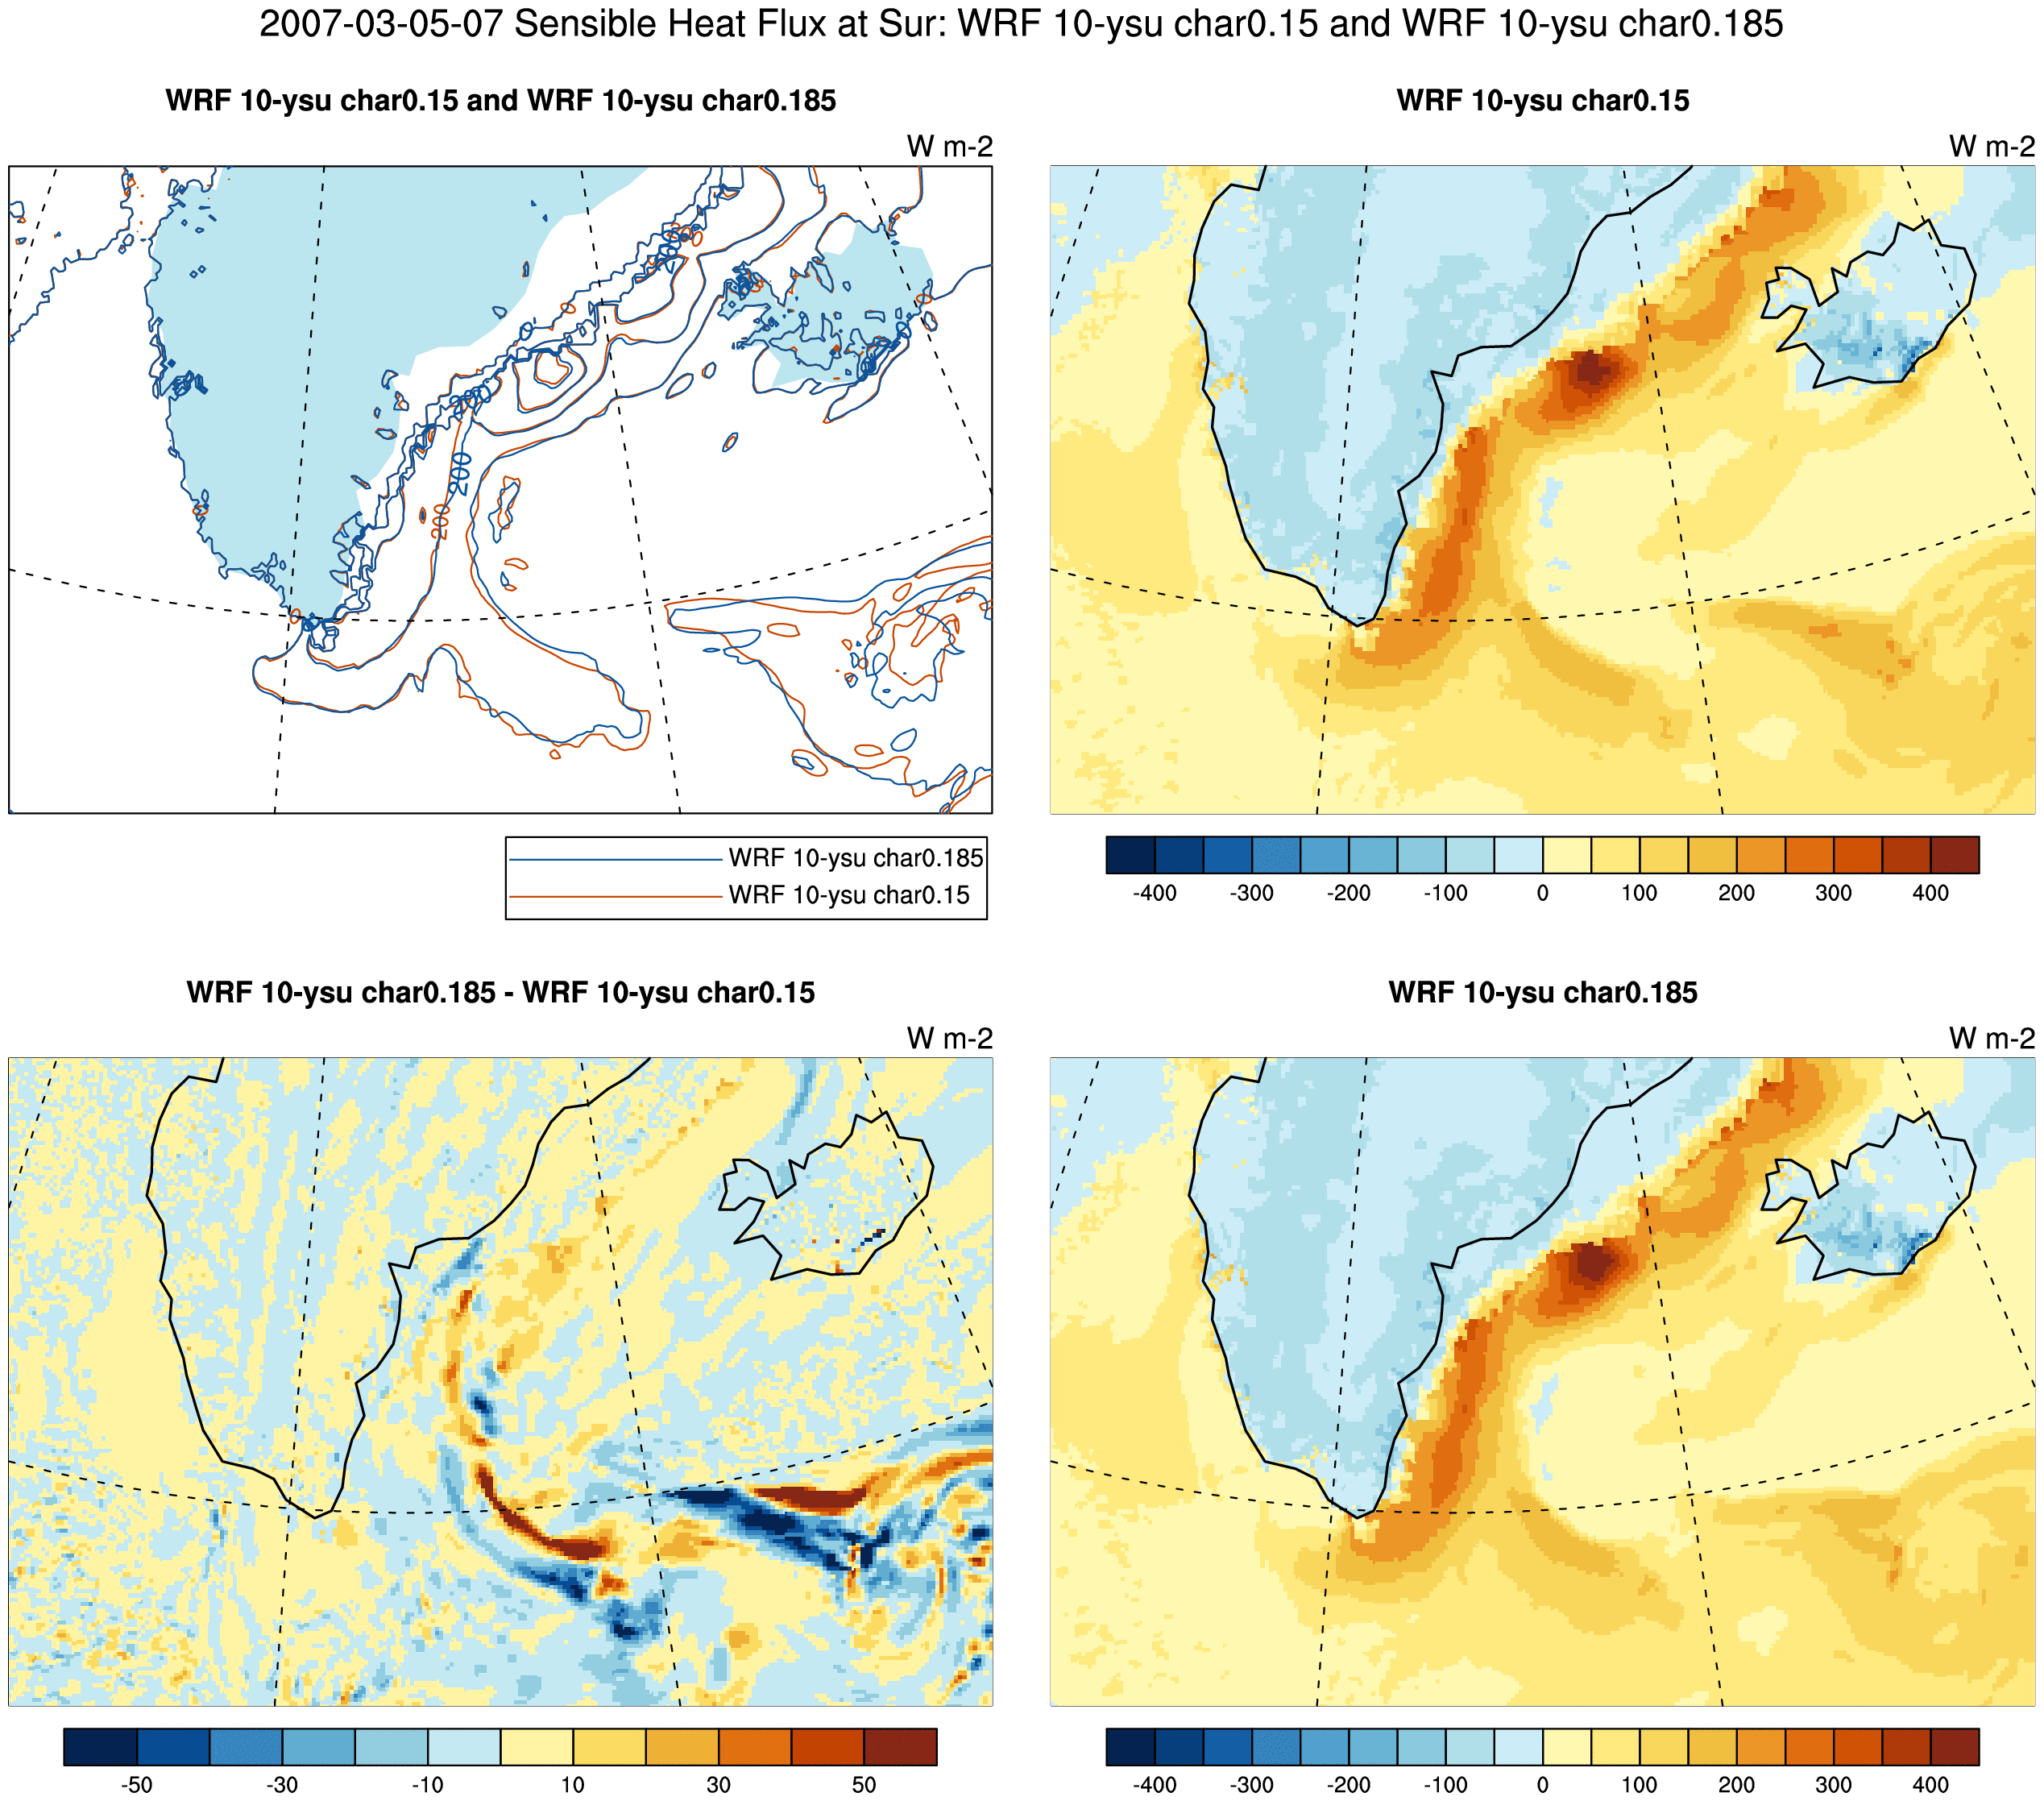 2007-03-05-07 Sensible Heat Flux at Sur: WRF 10-ysu char0.15 and WRF 10-ysu char0.185
WRF 10-ysu char0.15 and WRF 10-ysu char0.185
W m-2
200
200
WRF 10-ysu char0.185
WRF 10-ysu char0.15
WRF 10-ysu char0.15
W m-2
-400 -300 -200 -100 0 100 200 300 400
WRF 10-ysu char0.185 - WRF 10-ysu char0.15
W m-2
-50 -30 -10 10 30 50
WRF 10-ysu char0.185
W m-2
-400 -300 -200 -100 0 100 200 300 400